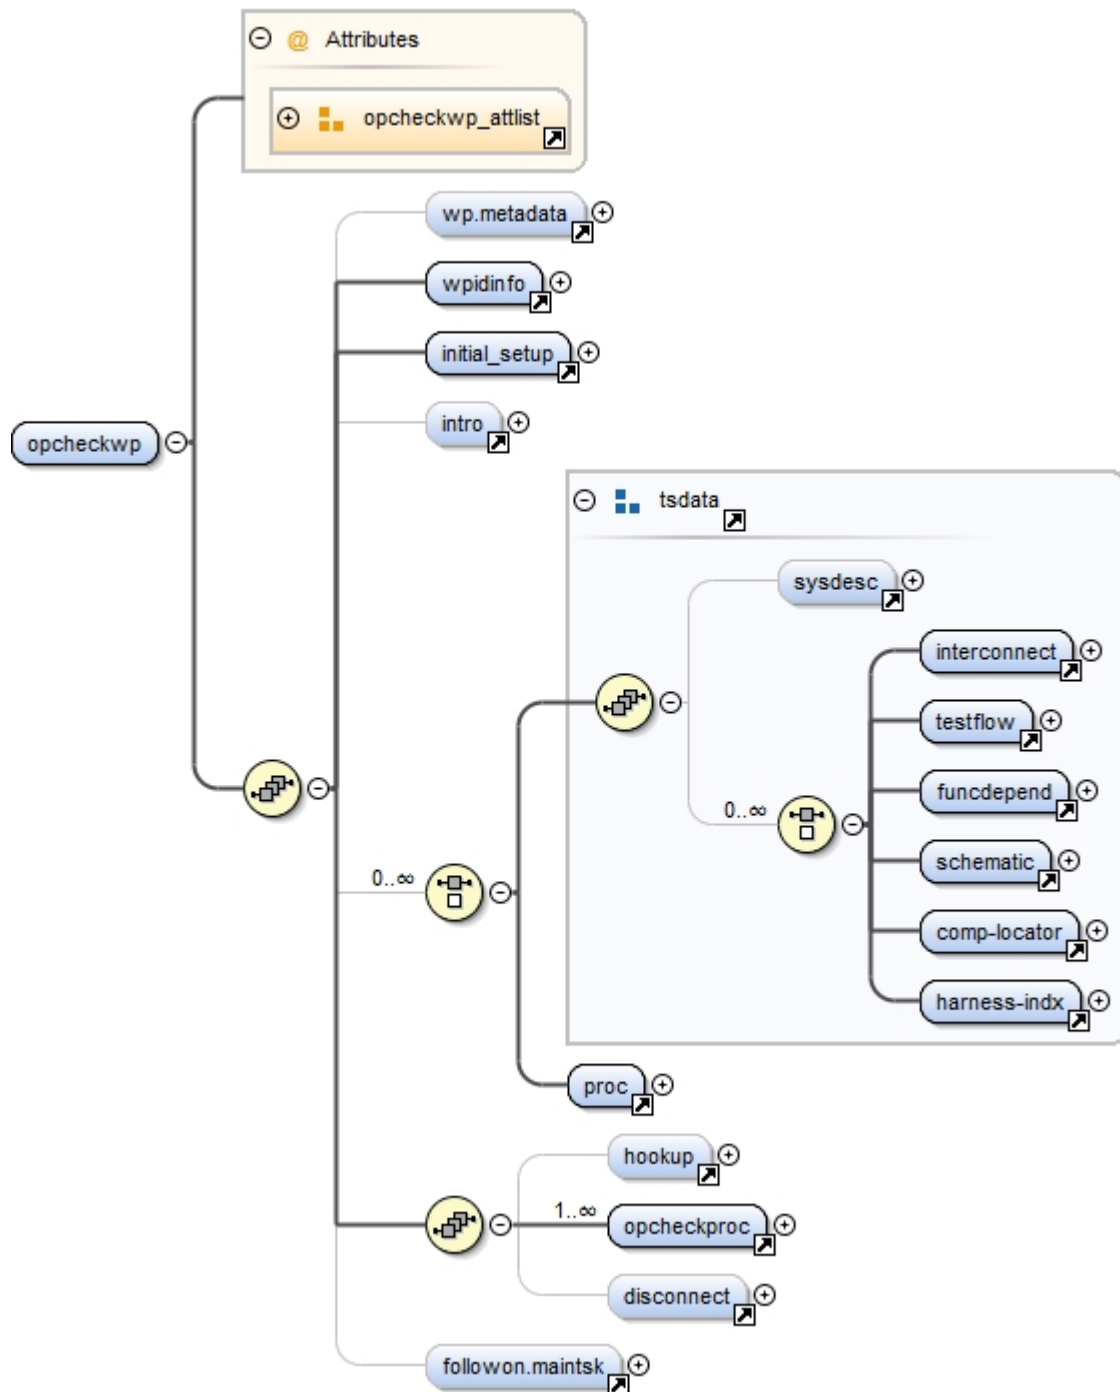 @ Attributes
opcheckwp_attlist
wp.metadata
wpidinfo
initial_setup
intro
opcheckwp
tsdata
sysdesc
interconnect
testflow
funcdepend
0..∞
schematic
0..∞
comp-locator
harness-indx
proc
hookup
1..∞
opcheckproc
disconnect
followon.maintsk